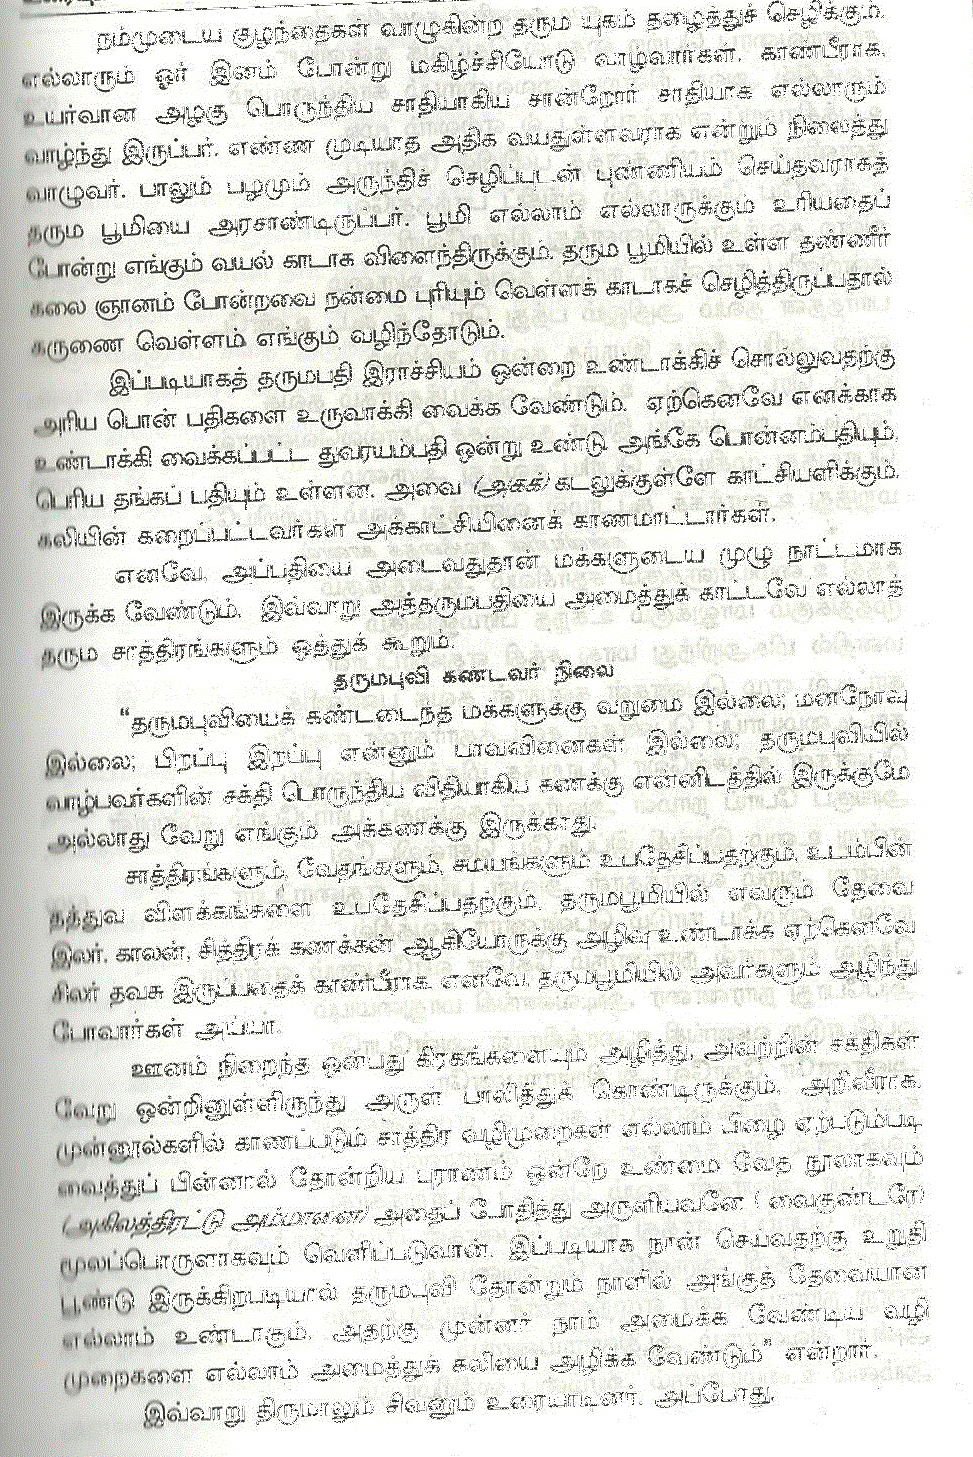 நம்முடைய குழந்தைகள் வாழுகின்ற தரும யுகம் தழைத்துச் செழிக்கும்.
எல்லாரும் ஓர் இனம் போன்று மகிழ்ச்சியோடு வாழ்வார்கள். காண்பீராக.
உயர்வான அழகு பொருந்திய சாதியாகிய சான்றோர் சாதியாக எல்லாரும்
வாழ்ந்து இருப்பர். எண்ண முடியாத அதிக வயதுள்ளவராக என்றும் நிலைத்து
வாழுவர். பாலும் பழமும் அருந்திச் செழிப்புடன் புண்ணியம் செய்தவராகத்
தரும பூமியை அரசாண்டிருப்பர். பூமி எல்லாம் எல்லாருக்கும் உரியதைப்
போன்று எங்கும் வயல் காடாக விளைந்திருக்கும். தரும பூமியில் உள்ள தண்ணீர்
கலை ஞானம் போன்றவை நன்மை புரியும் வெள்ளக் காடாகச் செழித்திருப்பதால்
கருணை வெள்ளம் எங்கும் வழிந்தோடும்.
இப்படியாகத் தருமபதி இராச்சியம் ஒன்றை உண்டாக்கிச் சொல்லுவதற்கு
அரிய பொன் பதிகளை உருவாக்கி வைக்க வேண்டும். ஏற்கெனவே எனக்காக
உண்டாக்கி வைக்கப்பட்ட துவரயம்பதி ஒன்று உண்டு. அங்கே பொன்னம்பதியும்,
பெரிய தங்கப் பதியும் உள்ளன. அவை (அகக்) கடலுக்குள்ளே காட்சியளிக்கும்.
கலியின் கறைப்பட்டவர்கள் அக்காட்சியினைக் காணமாட்டார்கள்.
எனவே, அப்பதியை அடைவதுதான் மக்களுடைய முழு நாட்டமாக
இருக்க வேண்டும். இவ்வாறு அத்தருமபதியை அமைத்துக் காட்டவே எல்லாத்
தரும சாத்திரங்களும் ஒத்துக் கூறும்.
தருமபுவி கண்டவர் நிலை
“தருமபுவியைக் கண்டடைந்த மக்களுக்கு வறுமை இல்லை; மனநோவு
இல்லை; பிறப்பு இறப்பு என்னும் பாவவினைகள் இல்லை; தருமபுவியில்
வாழ்பவர்களின் சக்தி பொருந்திய விதியாகிய கணக்கு என்னிடத்தில் இருக்குமே
அல்லாது வேறு எங்கும் அக்கணக்கு இருக்காது.
சாத்திரங்களும், வேதங்களும், சமயங்களும் உபதேசிப்பதற்கும், உடம்பின்
தத்துவ விளக்கங்களை உபதேசிப்பதற்கும், தருமபூமியில் எவரும் தேவை
இலர். காலன், சித்திரக் கணக்கன் ஆகியோருக்கு அழிவு உண்டாக்க ஏற்கெனவே
சிலர் தவசு இருப்பதைக் காண்பீராக. எனவே, தருமபூமியில் அவர்களும் அழிந்து
போவார்கள் அய்யா.
ஊனம் நிறைந்த ஒன்பது கிரகங்களையும் அழித்து, அவற்றின் சக்திகள்
வேறு ஒன்றினுள்ளிருந்து அருள் பாலித்துக் கொண்டிருக்கும். அறிவீராக.
முன்னூல்களில் காணப்படும் சாத்திர வழிமுறைகள் எல்லாம் பிழை ஏற்படும்படி
வைத்துப் பின்னால் தோன்றிய புராணம் ஒன்றே உண்மை வேத நூலாகவும்
(அகிலத்திரட்டு அம்மானை) அதைப் போதித்து அருளியவனே (வைகுண்டரே)
மூலப்பொருளாகவும் வெளிப்படுவான். இப்படியாக நான் செய்வதற்கு உறுதி
பூண்டு இருக்கிறபடியால் தருமபுவி தோன்றும் நாளில் அங்குத் தேவையான
எல்லாம் உண்டாகும். அதற்கு முன்னர் நாம் அமைக்க வேண்டிய வழி
முறைகளை எல்லாம் அமைத்துக் கலியை அழிக்க வேண்டும்” என்றார்.
இவ்வாறு திருமாலும் சிவனும் உரையாடினர். அப்போது,